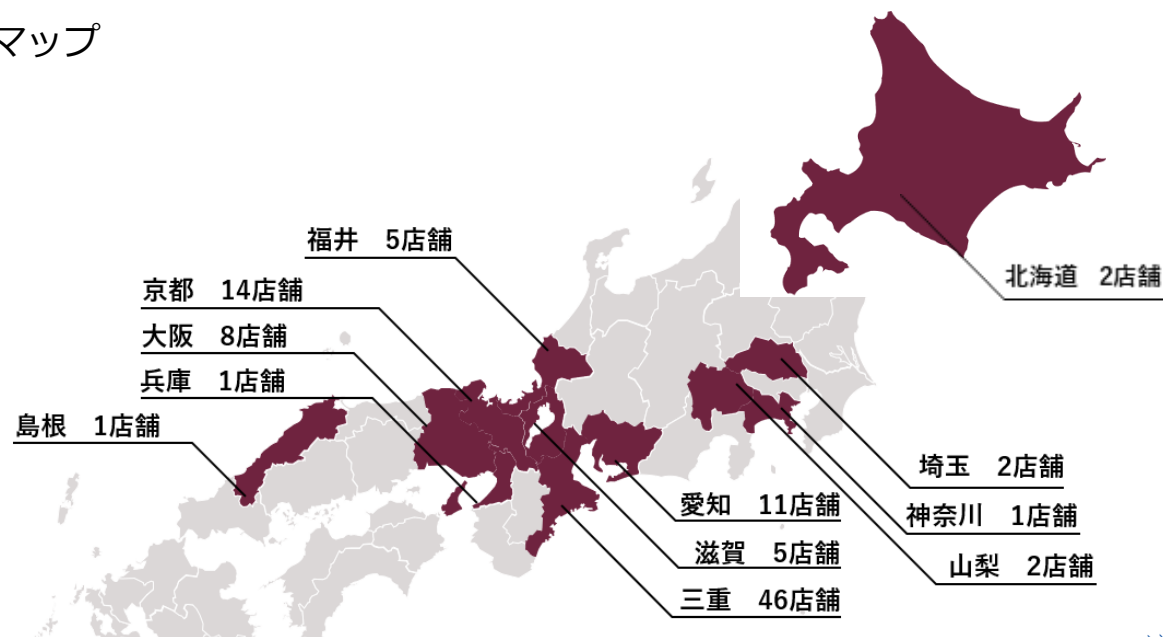 マップ
福井　5店舗
京都　14店舗
大阪　8店舗
兵庫　1店舗
島根　1店舗
北海道　2店舗
埼玉　2店舗
神奈川　1店舗
山梨　2店舗
愛知　11店舗
滋賀　5店舗
三重　46店舗